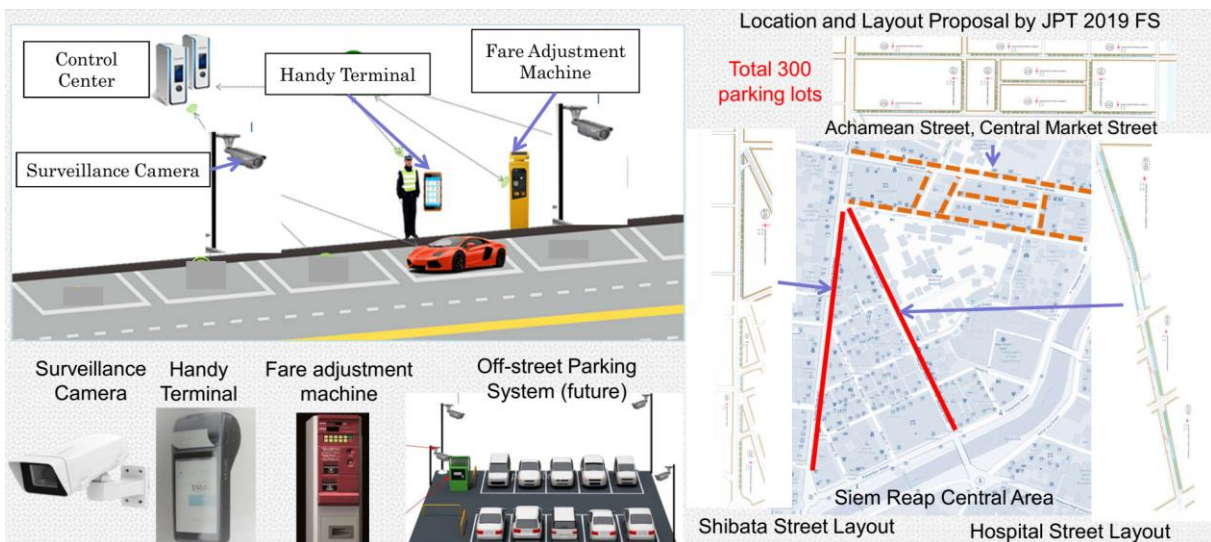 Control
Center
Handy Terminal
Fare Adjustment
Machine
Surveillance Camera
Surveillance
Camera
Handy
Terminal
Fare adjustment
machine
Off-street Parking
System (future)
Location and Layout Proposal by JPT 2019 FS
Total 300
parking lots
Achamean Street, Central Market Street
Siem Reap Central Area
Shibata Street Layout
Hospital Street Layout